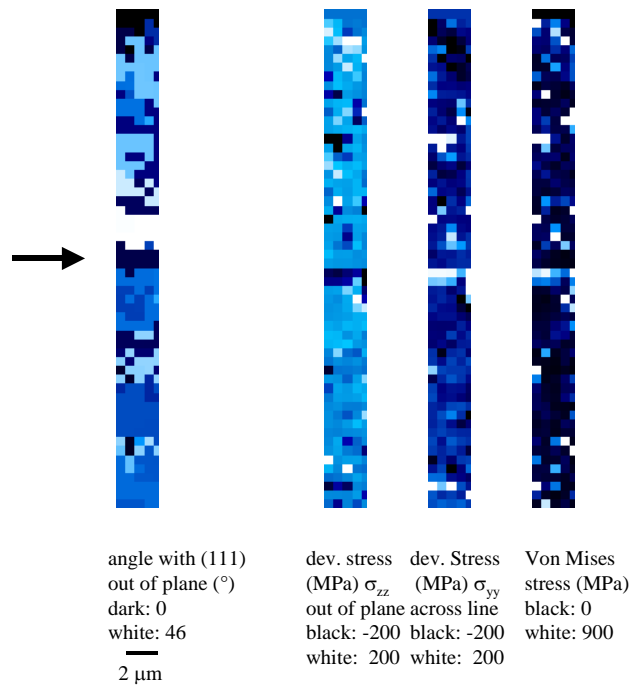 angle with (111)
out of plane (°)
dark: 0
white: 46
2 μm
dev. stress
(MPa) σzz
out of plane
black: -200
white: 200
dev. Stress
(MPa) σyy
across line
black: -200
white: 200
Von Mises
stress (MPa)
black: 0
white: 900